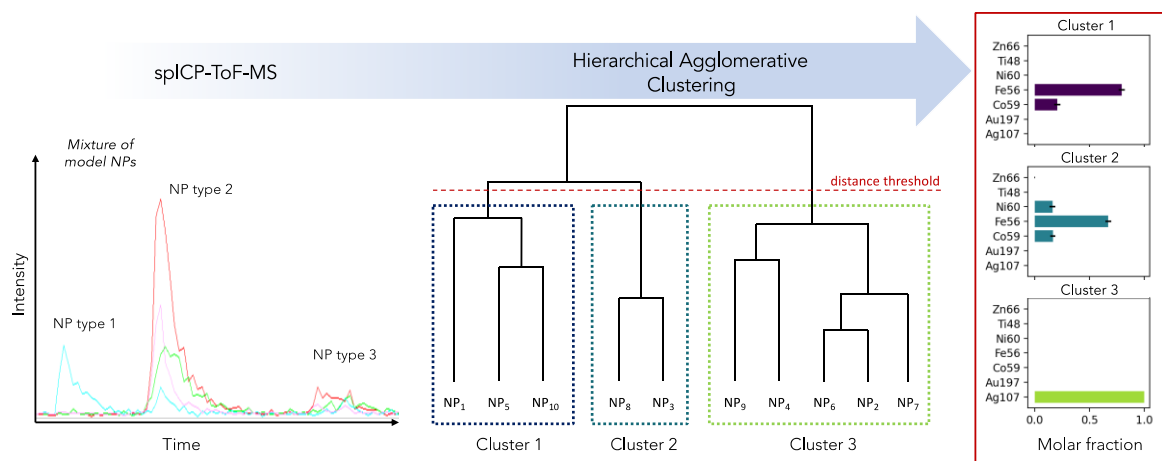 spICP-ToF-MS
Hierarchical Agglomerative
Clustering
Mixture of
model NPs
NP type 2
NP type 1
NP type 3
Intensity
Time
distance threshold
NP1
NP5
NP10
NP8
NP3
NP9
NP4
NP6
NP2
NP7
Cluster 1
Cluster 2
Cluster 3
Cluster 1
Zn66
Ti48
Ni60
Fe56
Co59
Au197
Ag107
Cluster 2
Zn66
Ti48
Ni60
Fe56
Co59
Au197
Ag107
Cluster 3
Zn66
Ti48
Ni60
Fe56
Co59
Au197
Ag107
0.0 0.5 1.0
Molar fraction